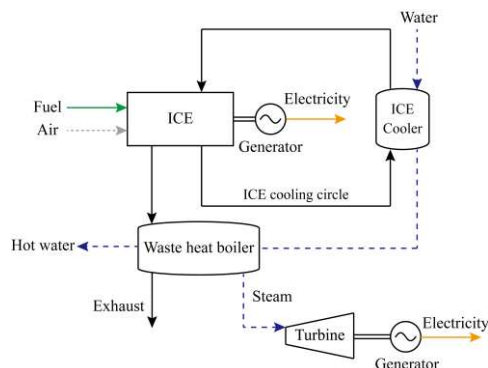 Water
Fuel
Air
ICE
Electricity
Generator
ICE
Cooler
ICE cooling circle
Hot water
Waste heat boiler
Exhaust
Steam
Turbine
Electricity
Generator